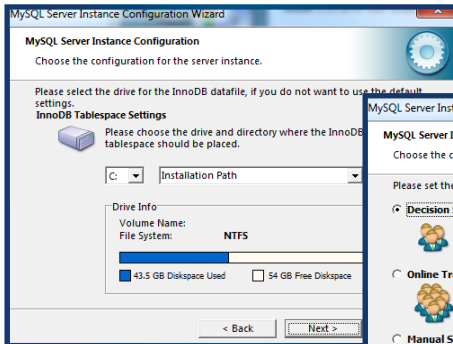 MySQL Server Instance Configuration Wizard
MySQL Server Instance Configuration
Choose the configuration for the server instance.
Please select the drive for the InnoDB datafile, if you do not want to use the default
settings.
InnoDB Tablespace Settings
Please choose the drive and directory where the InnoDB
tablespace should be placed.
C:
Installation Path
Drive Info
Volume Name:
File System: NTFS
43.5 GB Diskspace Used
54 GB Free Diskspace
< Back
Next >
MySQL Server Inst
MySQL Server I
Choose the c
Please set the
Decision
Online Tra
Manual S